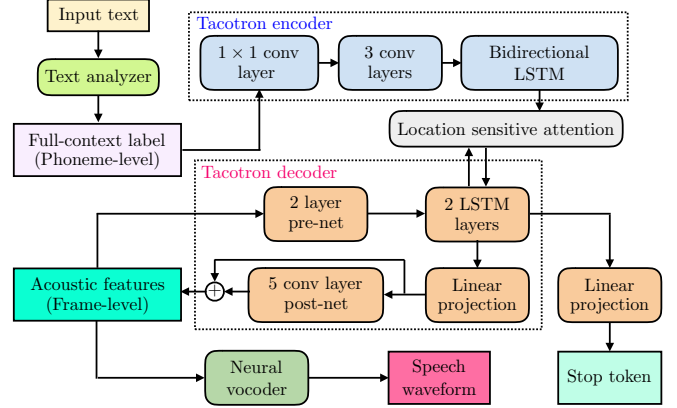 Input text
Tacotron encoder
1 × 1 conv
layer
3 conv
layers
Bidirectional
LSTM
Text analyzer
Full-context label
(Phoneme-level)
Location sensitive attention
Tacotron decoder
2 layer
pre-net
2 LSTM
layers
Acoustic features
(Frame-level)
+
5 conv layer
post-net
Linear
projection
Linear
projection
Neural
vocoder
Speech
waveform
Stop token